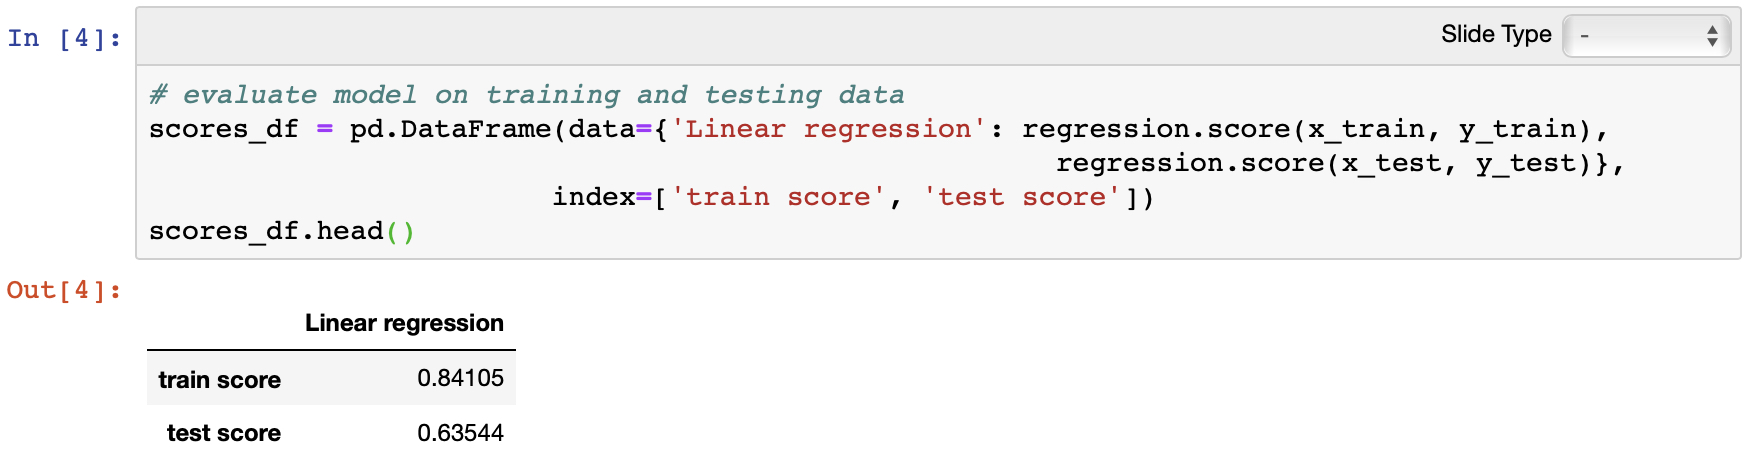 In [4]:
Slide Type -
# evaluate model on training and testing data
scores_df = pd.DataFrame(data={'Linear regression': regression.score(x_train, y_train),
regression.score(x_test, y_test)},
index=['train score', 'test score'])
scores_df.head()
Out[4]:
Linear regression
train score 0.84105
test score 0.63544